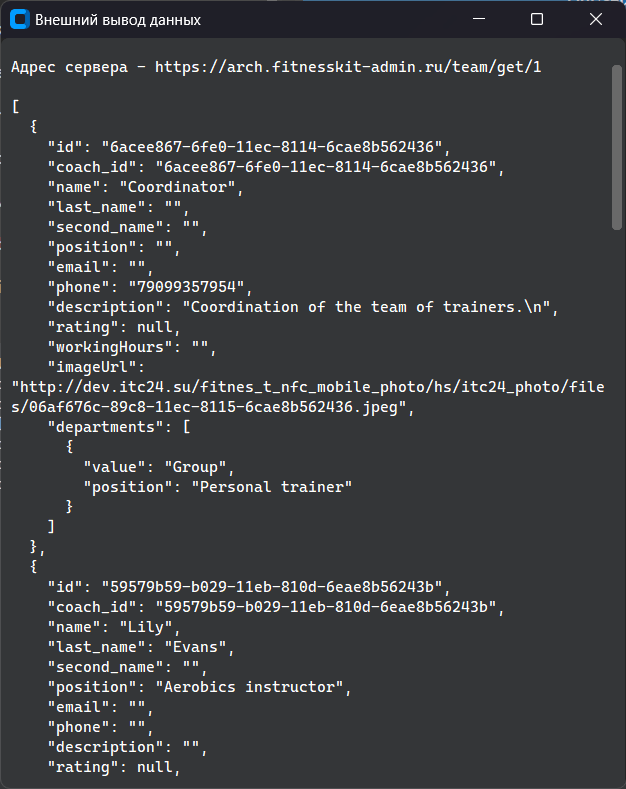 Внешний вывод данных
Адрес сервера - https://arch.fitnesskit-admin.ru/team/get/1
[
{
"id": "6acee867-6fe0-11ec-8114-6cae8b562436",
"coach_id": "6acee867-6fe0-11ec-8114-6cae8b562436",
"name": "Coordinator",
"last_name": "",
"second_name": "",
"position": "",
"email": "",
"phone": "79099357954",
"description": "Coordination of the team of trainers.\n",
"rating": null,
"workingHours": "",
"imageUrl":
"http://dev.itc24.su/fitnes_t_nfc_mobile_photo/hs/itc24_photo/file
s/06af676c-89c8-11ec-8115-6cae8b562436.jpeg",
"departments": [
{
"value": "Group",
"position": "Personal trainer"
}
]
},
{
"id": "59579b59-b029-11eb-810d-6eae8b56243b",
"coach_id": "59579b59-b029-11eb-810d-6eae8b56243b",
"name": "Lily",
"last_name": "Evans",
"second_name": "",
"position": "Aerobics instructor",
"email": "",
"phone": "",
"description": "",
"rating": null,